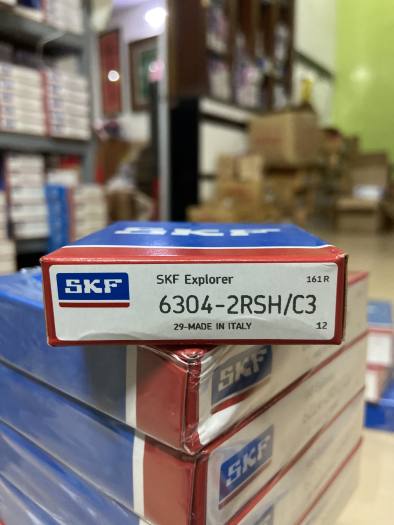 SKF
SKF
SKF Explorer
161R
6304-2RSH/C3
29-MADE IN ITALY
12
SKF
SKF